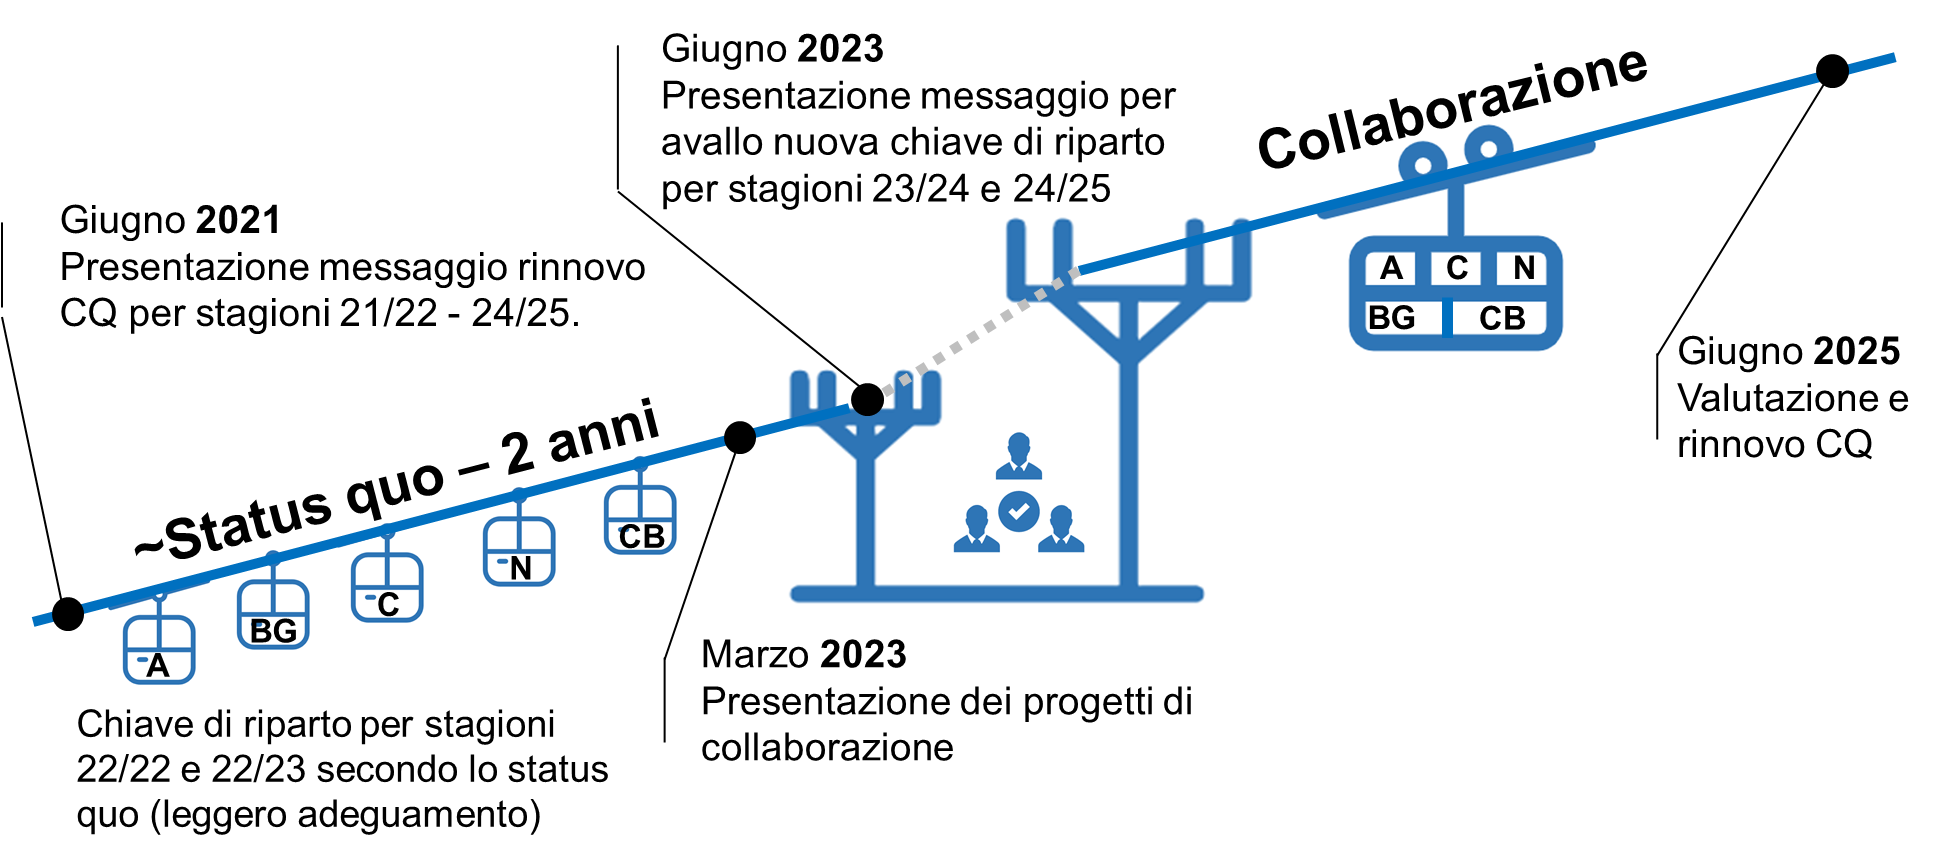 Giugno 2021
Presentazione messaggio rinnovo
CQ per stagioni 21/22 - 24/25.
Giugno 2023
Presentazione messaggio per
avallo nuova chiave di riparto
per stagioni 23/24 e 24/25
Collaborazione
A C N
BG CB
Giugno 2025
Valutazione e
rinnovo CQ
~Status quo – 2 anni
A
BG
C
N
CB
Marzo 2023
Presentazione dei progetti di
collaborazione
Chiave di riparto per stagioni
22/22 e 22/23 secondo lo status
quo (leggero adeguamento)